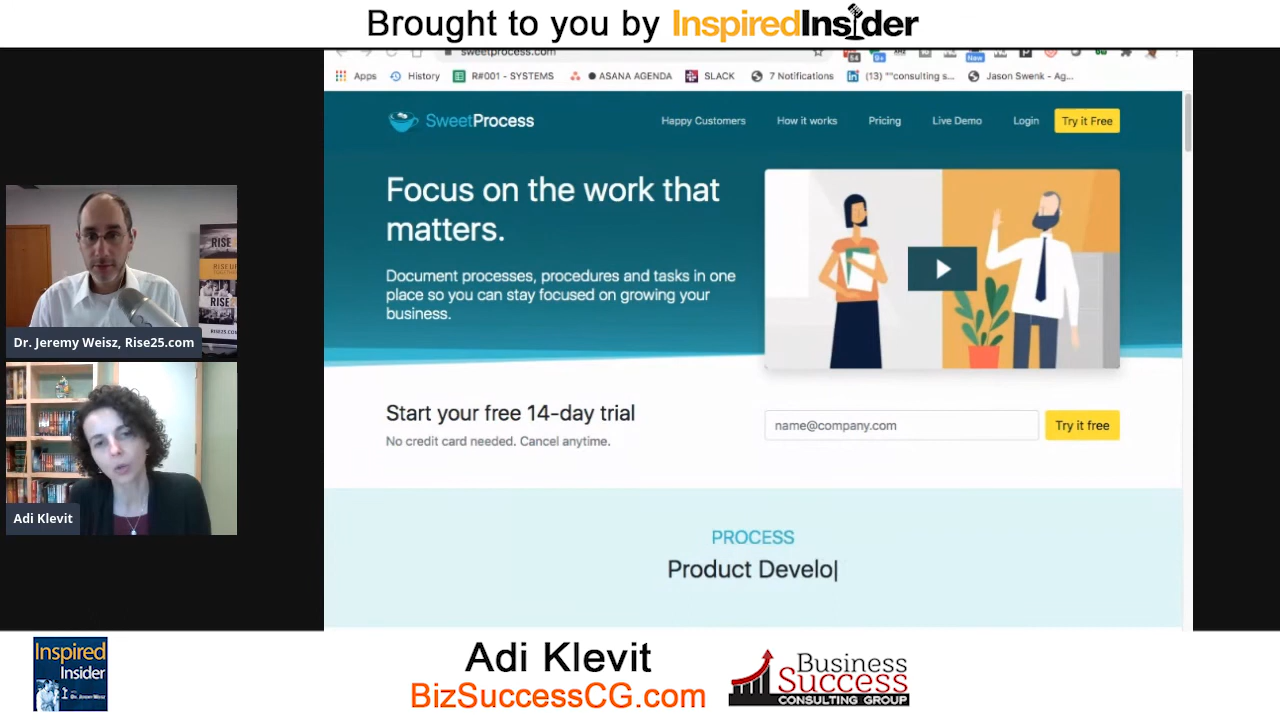 Brought to you by InspiredInsider
sweetprocess.com
Apps History R#001 - SYSTEMS ASANA AGENDA SLACK 7 Notifications (13) ""consulting s... Jason Swenk - Ag...
SweetProcess
Happy Customers How it works Pricing Live Demo Login Try it Free
Focus on the work that
matters.
Document processes, procedures and tasks in one
place so you can stay focused on growing your
business.
Start your free 14-day trial
No credit card needed. Cancel anytime.
name@company.com Try it free
PROCESS
Product Develo|
Dr. Jeremy Weisz, Rise25.com
Adi Klevit
Inspired
Insider
Adi Klevit
BizSuccessCG.com
Business
Success
CONSULTING GROUP